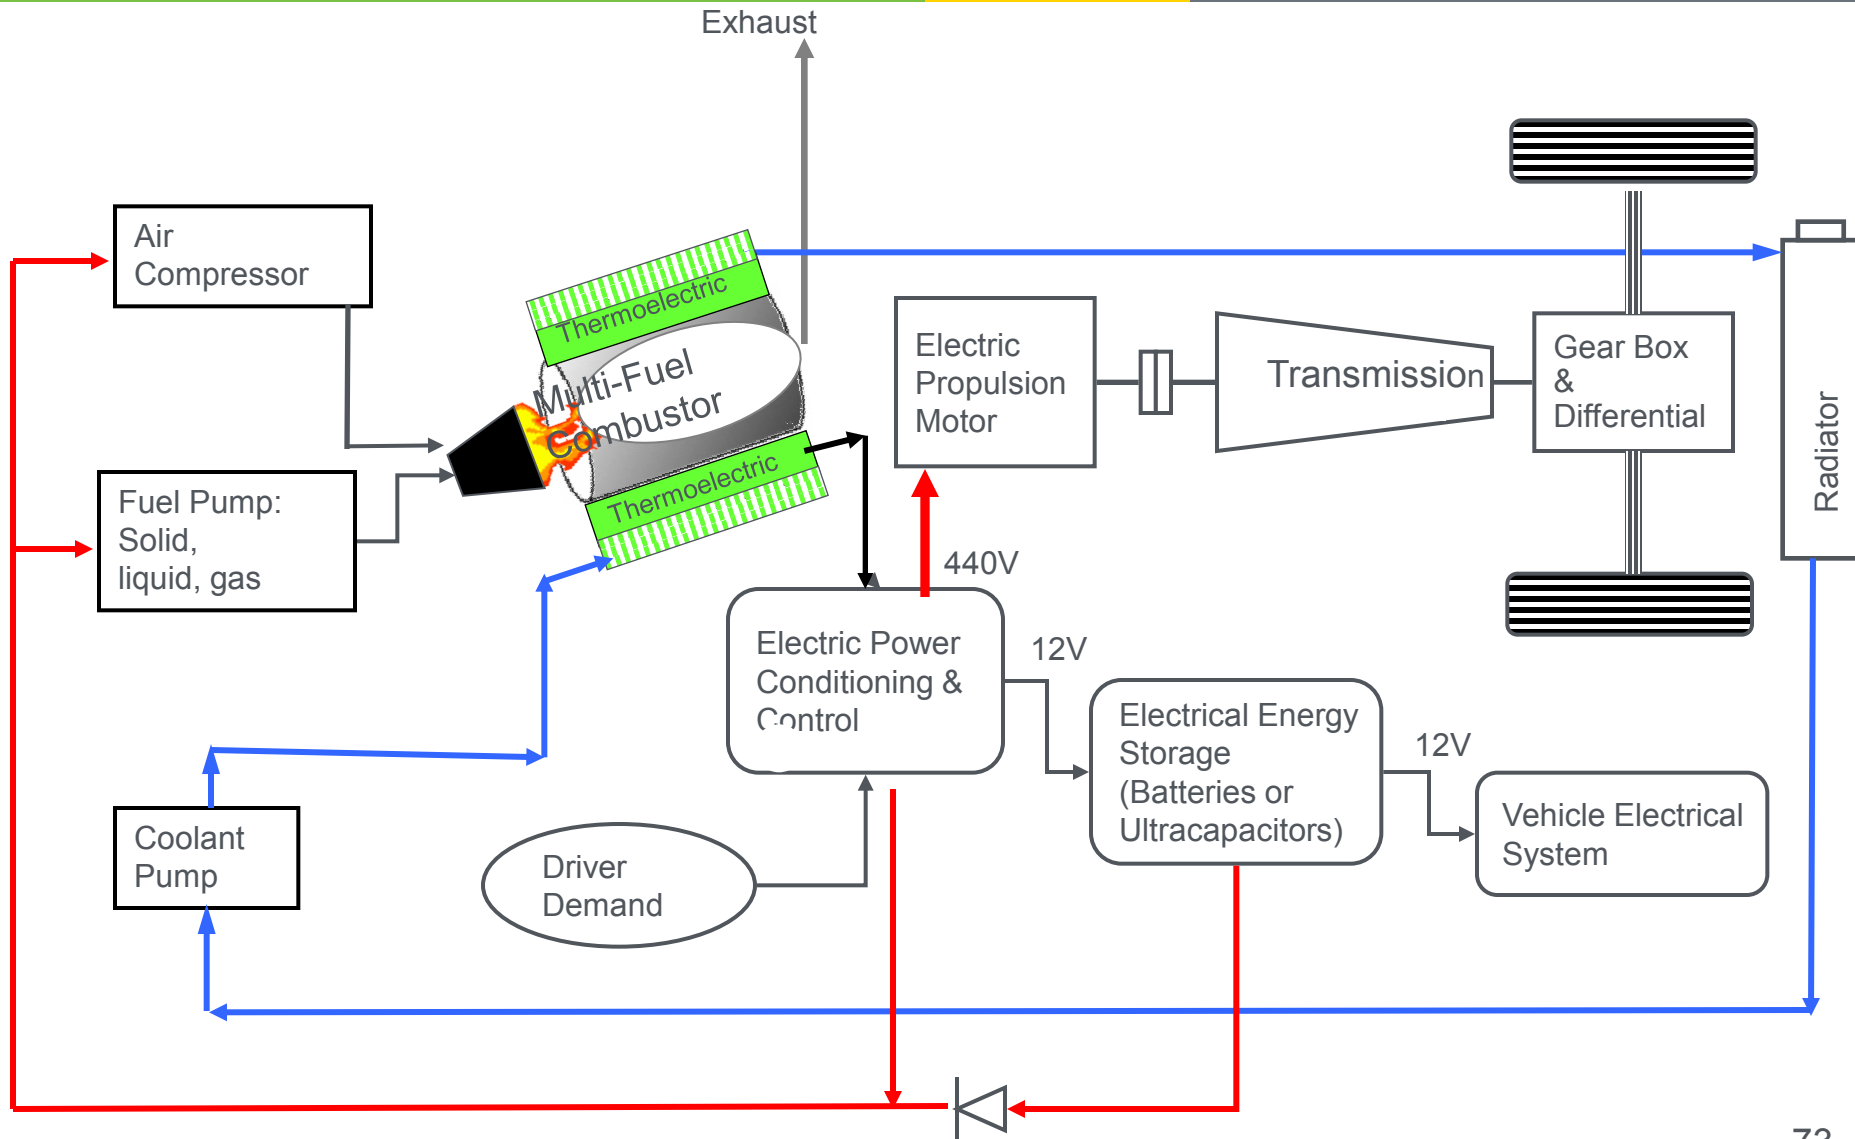 Exhaust
Air
Compressor
Thermoelectric
Multi-Fuel
Combustor
Thermoelectric
Electric
Propulsion
Motor
Transmission
Gear Box
&
Differential
Radiator
Fuel Pump:
Solid,
liquid, gas
440V
Electric Power
Conditioning &
Control
12V
Electrical Energy
Storage
(Batteries or
Ultracapacitors)
12V
Vehicle Electrical
System
Coolant
Pump
Driver
Demand